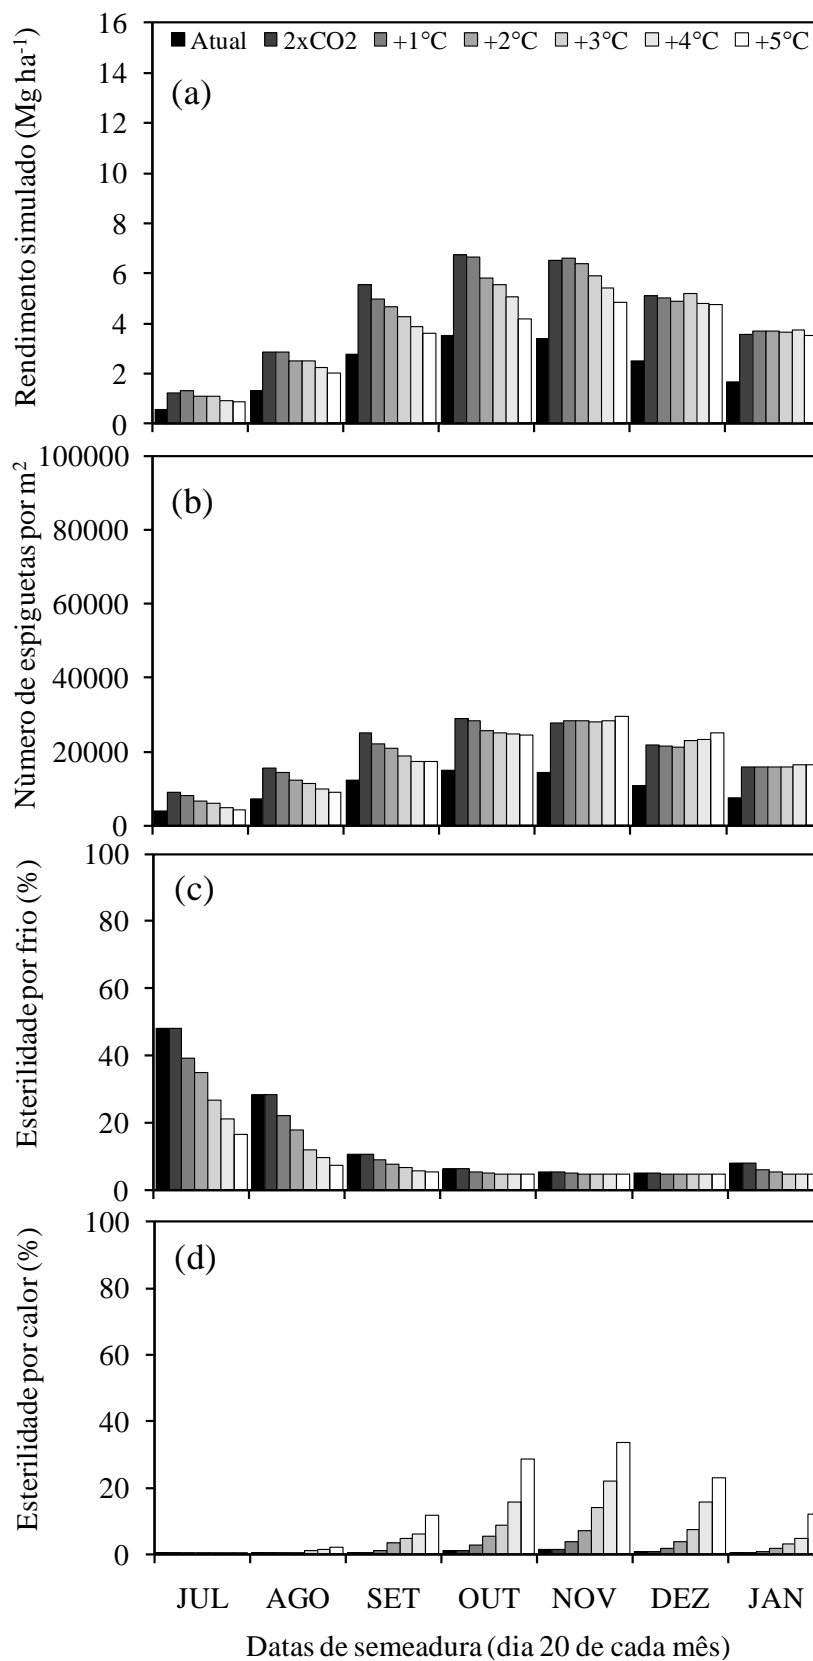 Rendimento simulado (Mg ha⁻¹)
16
14
12
10
8
6
4
2
0
Atual 2xCO2 +1°C +2°C +3°C +4°C +5°C
(a)
Nùmero de espiguetas por m²
100000
80000
60000
40000
20000
0
(b)
Esterilidade por frio (%)
100
80
60
40
20
0
(c)
Esterilidade por calor (%)
100
80
60
40
20
0
(d)
JUL AGO SET OUT NOV DEZ JAN
Datas de semeadura (dia 20 de cada mês)